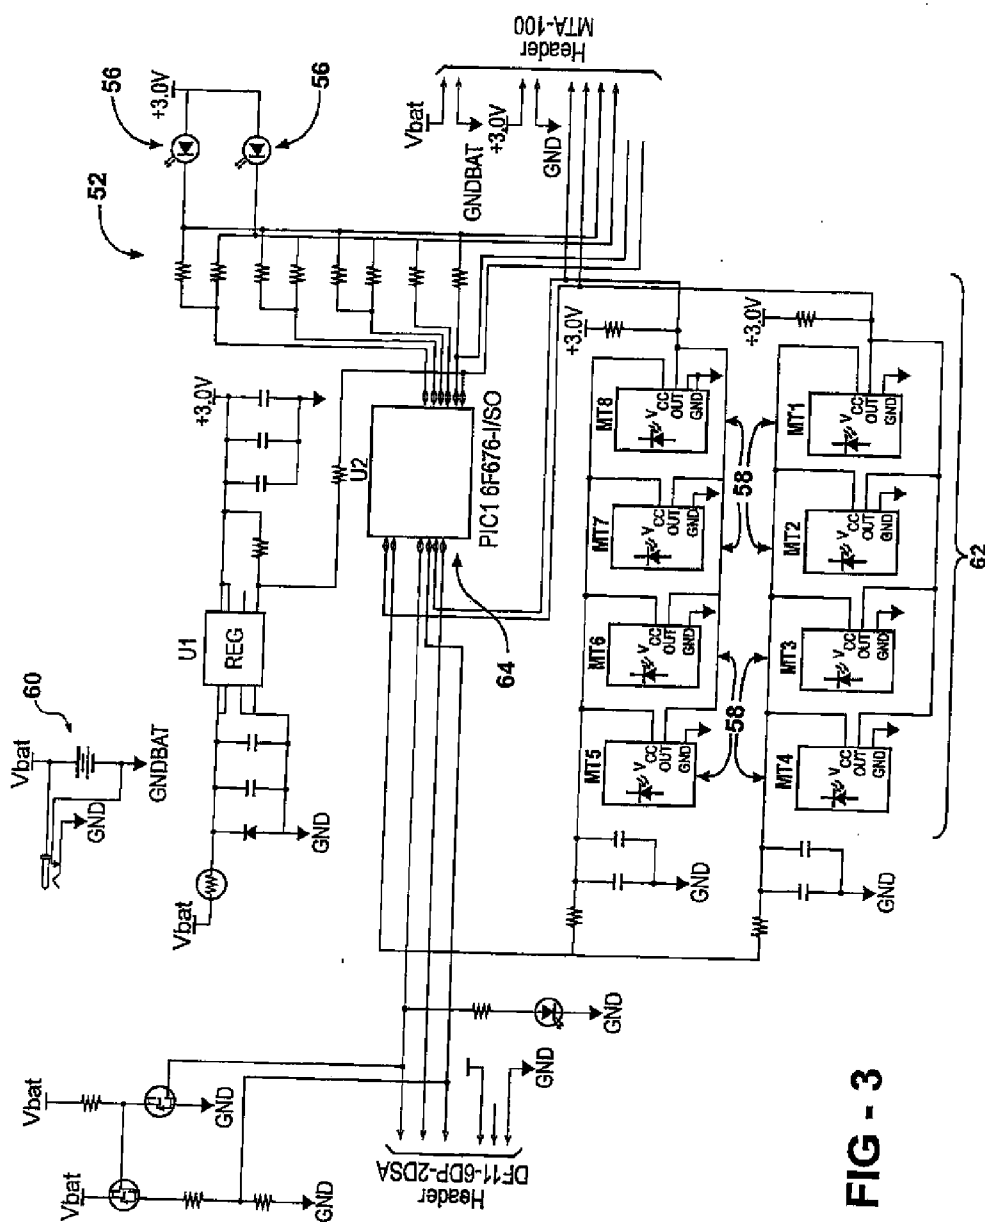 56
+3.0V
56
52
Vbat
GNDBAT
+3.0V
GND
Header
MTA-100
+3.0V
U1
REG
60
Vbat
GNDBAT
GND
Vbat
GND
U2
PIC1 6F676-I/SO
64
+3.0V
MT8
VCC
OUT
GND
MT7
VCC
OUT
GND
MT6
VCC
OUT
GND
MT5
VCC
OUT
GND
58
58
+3.0V
MT1
VCC
OUT
GND
MT2
VCC
OUT
GND
MT3
VCC
OUT
GND
MT4
VCC
OUT
GND
62
GND
GND
Vbat
Vbat
GND
GND
GND
GND
Header
DF11-6DP-2DSA
FIG - 3